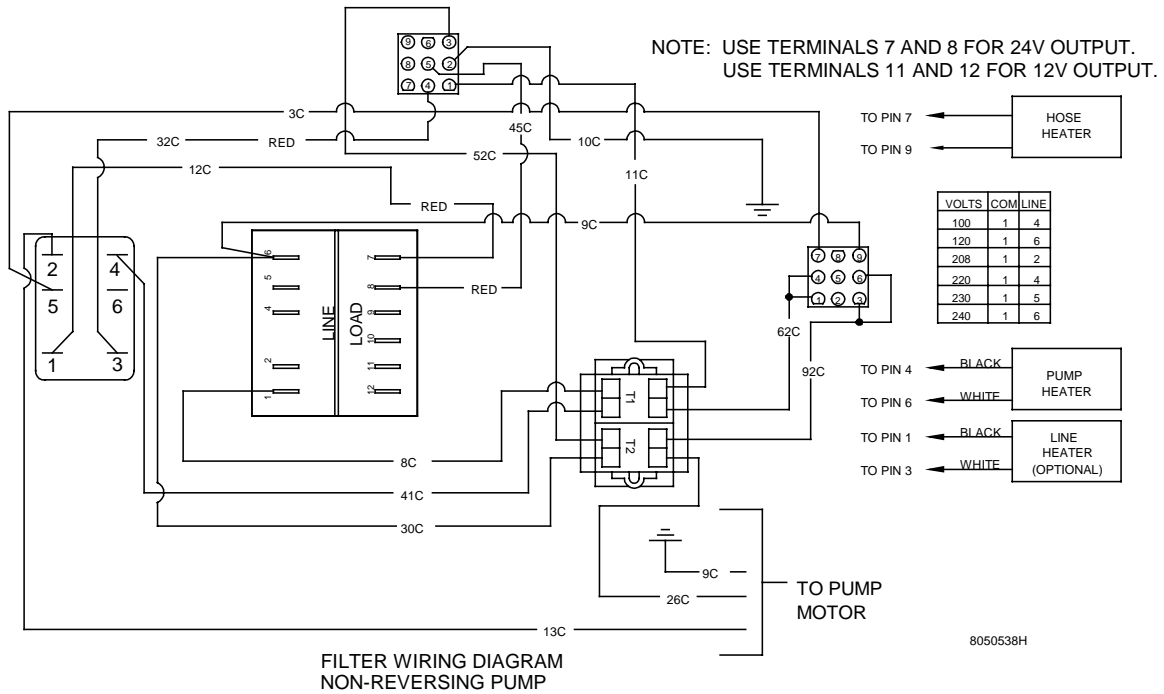 NOTE: USE TERMINALS 7 AND 8 FOR 24V OUTPUT.
USE TERMINALS 11 AND 12 FOR 12V OUTPUT.
9 6 3
8 5 2
7 4 1
3C
32C
RED
45C
10C
12C
52C
11C
RED
9C
TO PIN 7
TO PIN 9
HOSE
HEATER
VOLTS COM LINE
100 1 4
120 1 6
208 1 2
220 1 4
230 1 5
240 1 6
2 4
5 6
1 3
6
5
4
2
1
LINE
LOAD
7
8
9
10
11
12
RED
7 8 9
4 5 6
1 2 3
62C
92C
T1
T2
TO PIN 4
BLACK
TO PIN 6
WHITE
PUMP
HEATER
TO PIN 1
BLACK
TO PIN 3
WHITE
LINE
HEATER
(OPTIONAL)
8C
41C
30C
9C
26C
13C
TO PUMP
MOTOR
8050538H
FILTER WIRING DIAGRAM
NON-REVERSING PUMP